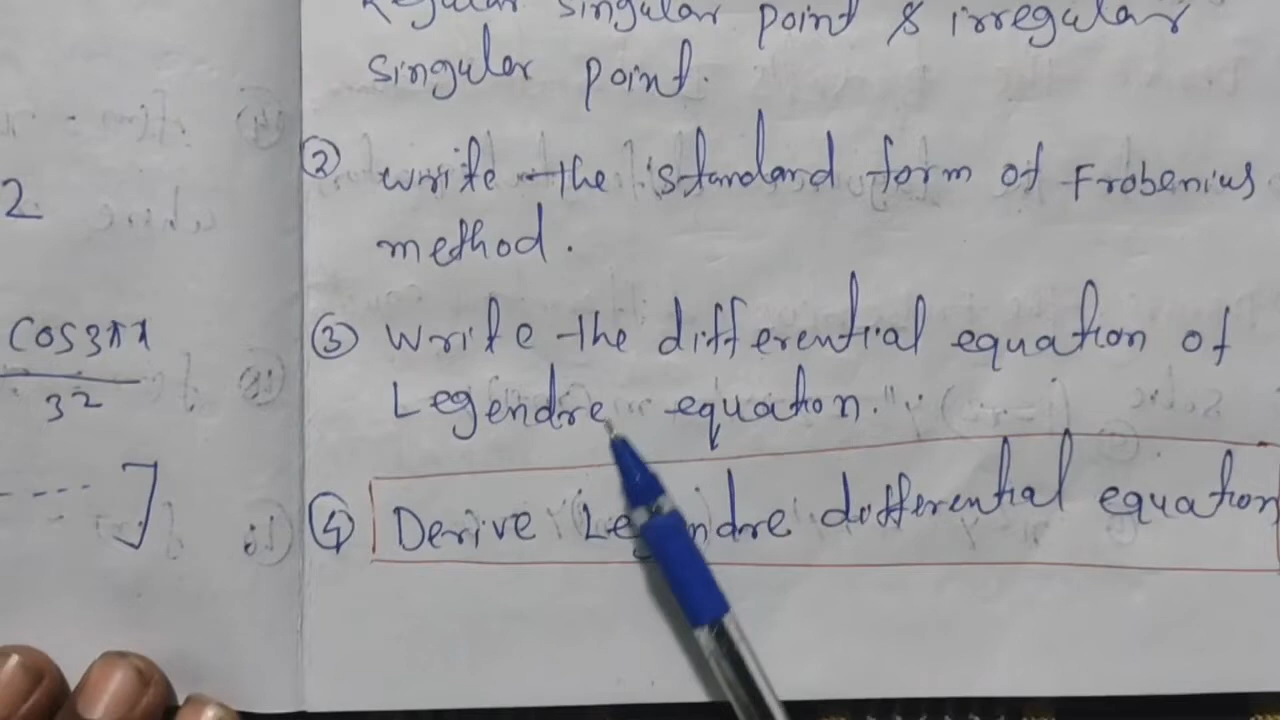 2
cos3πx
3²
----- ]
Regular singular point & irregular
singular point.
② write the standard form of Frobenius
method.
③ Write the differential equation of
Legendre equation.
④ Derive Legendre differential equation